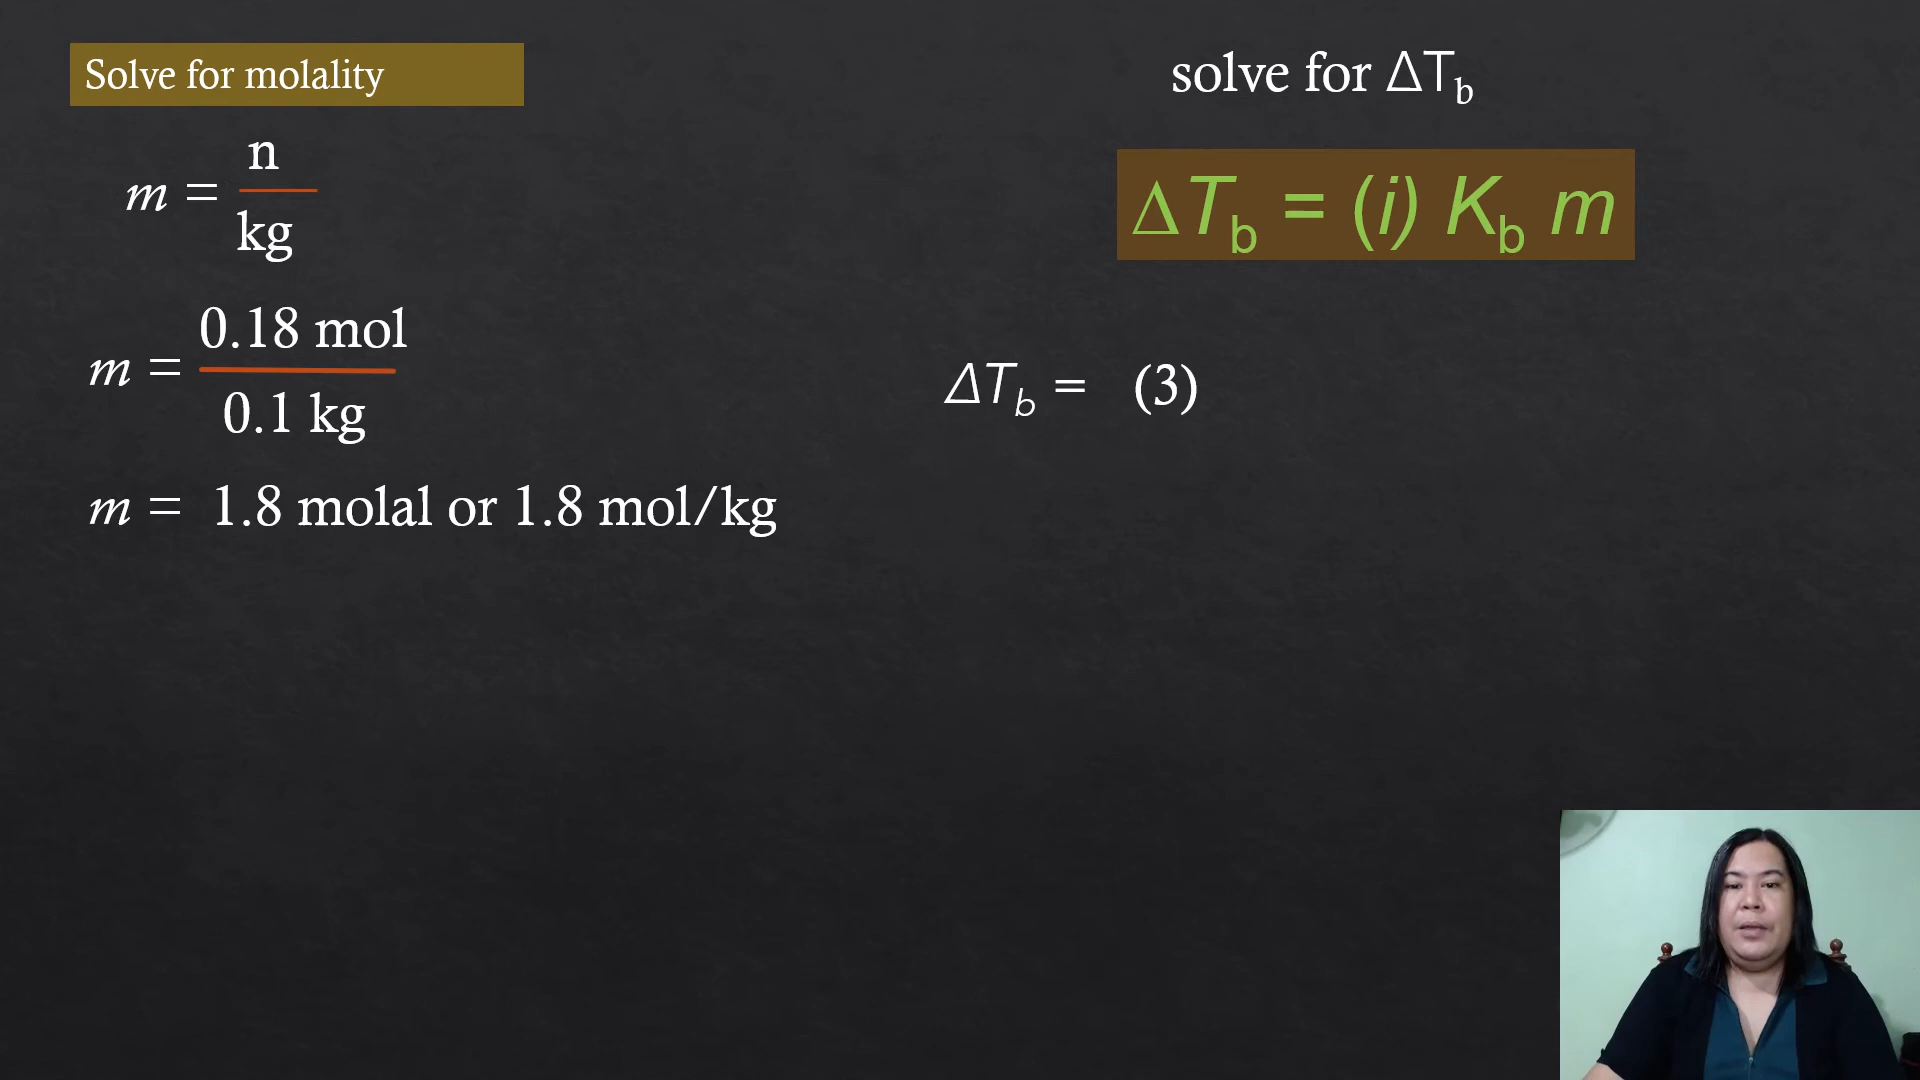 Solve for molality
m = n
kg
m = 0.18 mol
0.1 kg
m = 1.8 molal or 1.8 mol/kg
solve for ΔTb
ΔTb = (i) Kb m
ΔTb = (3)